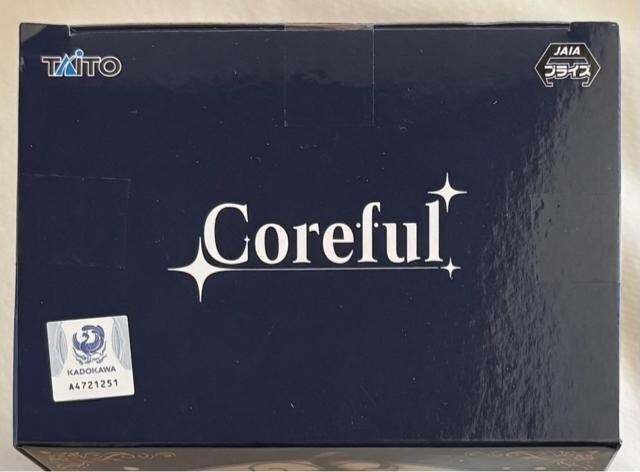 TAITO
JAIA
プライズ
Coreful
KADOKAWA
A4721251